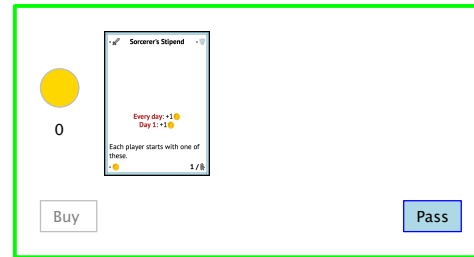 - Sorcerer's Stipend -
Every day: +1
Day 1: +1
Each player starts with one of
these.
- 1 /
0
Buy
Pass